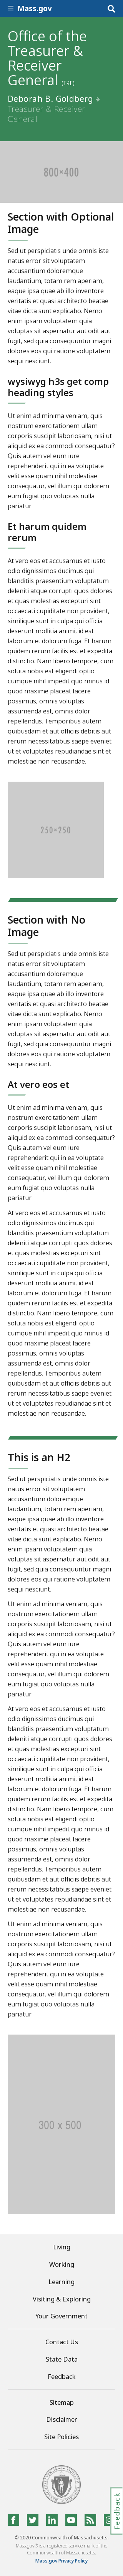 Mass.gov
Office of the
Treasurer &
Receiver
General (TRE)
Deborah B. Goldberg
Treasurer & Receiver
General
800×400
Section with Optional
Image
Sed ut perspiciatis unde omnis iste
natus error sit voluptatem
accusantium doloremque
laudantium, totam rem aperiam,
eaque ipsa quae ab illo inventore
veritatis et quasi architecto beatae
vitae dicta sunt explicabo. Nemo
enim ipsam voluptatem quia
voluptas sit aspernatur aut odit aut
fugit, sed quia consequuntur magni
dolores eos qui ratione voluptatem
sequi nesciunt.
wysiwyg h3s get comp
heading styles
Ut enim ad minima veniam, quis
nostrum exercitationem ullam
corporis suscipit laboriosam, nisi ut
aliquid ex ea commodi consequatur?
Quis autem vel eum iure
reprehenderit qui in ea voluptate
velit esse quam nihil molestiae
consequatur, vel illum qui dolorem
eum fugiat quo voluptas nulla
pariatur
Et harum quidem
rerum
At vero eos et accusamus et iusto
odio dignissimos ducimus qui
blanditiis praesentium voluptatum
deleniti atque corrupti quos dolores
et quas molestias excepturi sint
occaecati cupiditate non provident,
similique sunt in culpa qui officia
deserunt mollitia animi, id est
laborum et dolorum fuga. Et harum
quidem rerum facilis est et expedita
distinctio. Nam libero tempore, cum
soluta nobis est eligendi optio
cumque nihil impedit quo minus id
quod maxime placeat facere
possimus, omnis voluptas
assumenda est, omnis dolor
repellendus. Temporibus autem
quibusdam et aut officiis debitis aut
rerum necessitatibus saepe eveniet
ut et voluptates repudiandae sint et
molestiae non recusandae.
250×250
Section with No
Image
Sed ut perspiciatis unde omnis iste
natus error sit voluptatem
accusantium doloremque
laudantium, totam rem aperiam,
eaque ipsa quae ab illo inventore
veritatis et quasi architecto beatae
vitae dicta sunt explicabo. Nemo
enim ipsam voluptatem quia
voluptas sit aspernatur aut odit aut
fugit, sed quia consequuntur magni
dolores eos qui ratione voluptatem
sequi nesciunt.
At vero eos et
Ut enim ad minima veniam, quis
nostrum exercitationem ullam
corporis suscipit laboriosam, nisi ut
aliquid ex ea commodi consequatur?
Quis autem vel eum iure
reprehenderit qui in ea voluptate
velit esse quam nihil molestiae
consequatur, vel illum qui dolorem
eum fugiat quo voluptas nulla
pariatur
At vero eos et accusamus et iusto
odio dignissimos ducimus qui
blanditiis praesentium voluptatum
deleniti atque corrupti quos dolores
et quas molestias excepturi sint
occaecati cupiditate non provident,
similique sunt in culpa qui officia
deserunt mollitia animi, id est
laborum et dolorum fuga. Et harum
quidem rerum facilis est et expedita
distinctio. Nam libero tempore, cum
soluta nobis est eligendi optio
cumque nihil impedit quo minus id
quod maxime placeat facere
possimus, omnis voluptas
assumenda est, omnis dolor
repellendus. Temporibus autem
quibusdam et aut officiis debitis aut
rerum necessitatibus saepe eveniet
ut et voluptates repudiandae sint et
molestiae non recusandae.
This is an H2
Sed ut perspiciatis unde omnis iste
natus error sit voluptatem
accusantium doloremque
laudantium, totam rem aperiam,
eaque ipsa quae ab illo inventore
veritatis et quasi architecto beatae
vitae dicta sunt explicabo. Nemo
enim ipsam voluptatem quia
voluptas sit aspernatur aut odit aut
fugit, sed quia consequuntur magni
dolores eos qui ratione voluptatem
sequi nesciunt.
Ut enim ad minima veniam, quis
nostrum exercitationem ullam
corporis suscipit laboriosam, nisi ut
aliquid ex ea commodi consequatur?
Quis autem vel eum iure
reprehenderit qui in ea voluptate
velit esse quam nihil molestiae
consequatur, vel illum qui dolorem
eum fugiat quo voluptas nulla
pariatur
At vero eos et accusamus et iusto
odio dignissimos ducimus qui
blanditiis praesentium voluptatum
deleniti atque corrupti quos dolores
et quas molestias excepturi sint
occaecati cupiditate non provident,
similique sunt in culpa qui officia
deserunt mollitia animi, id est
laborum et dolorum fuga. Et harum
quidem rerum facilis est et expedita
distinctio. Nam libero tempore, cum
soluta nobis est eligendi optio
cumque nihil impedit quo minus id
quod maxime placeat facere
possimus, omnis voluptas
assumenda est, omnis dolor
repellendus. Temporibus autem
quibusdam et aut officiis debitis aut
rerum necessitatibus saepe eveniet
ut et voluptates repudiandae sint et
molestiae non recusandae.
Ut enim ad minima veniam, quis
nostrum exercitationem ullam
corporis suscipit laboriosam, nisi ut
aliquid ex ea commodi consequatur?
Quis autem vel eum iure
reprehenderit qui in ea voluptate
velit esse quam nihil molestiae
consequatur, vel illum qui dolorem
eum fugiat quo voluptas nulla
pariatur
300 x 500
Living
Working
Learning
Visiting & Exploring
Your Government
Contact Us
State Data
Feedback
Sitemap
Disclaimer
Site Policies
Feedback
© 2020 Commonwealth of Massachusetts.
Mass.gov® is a registered service mark of the
Commonwealth of Massachusetts.
Mass.gov Privacy Policy